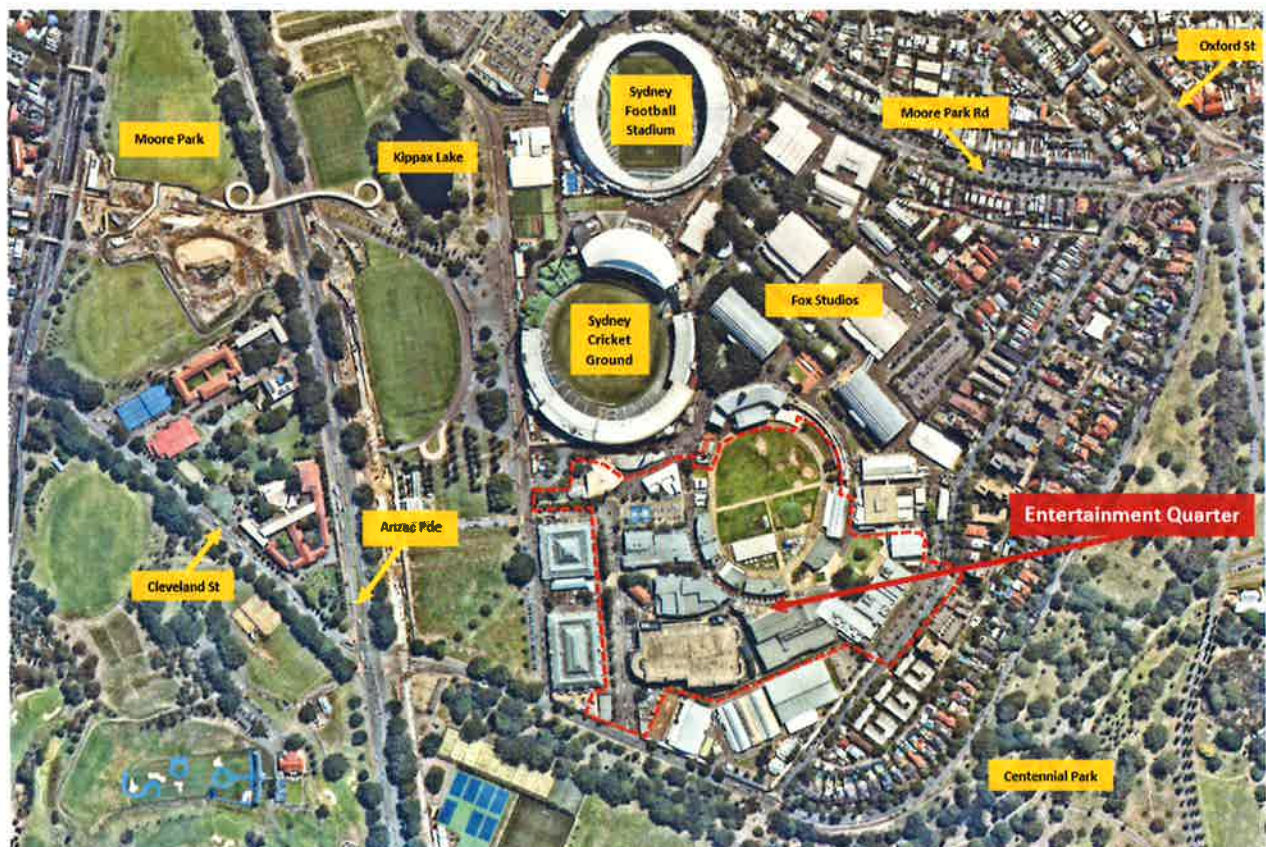 Oxford St
Sydney
Football
Stadium
Moore Park Rd
Moore Park
Kippax Lake
Fox Studios
Sydney
Cricket
Ground
Entertainment Quarter
Anzac Pde
Cleveland St
Centennial Park